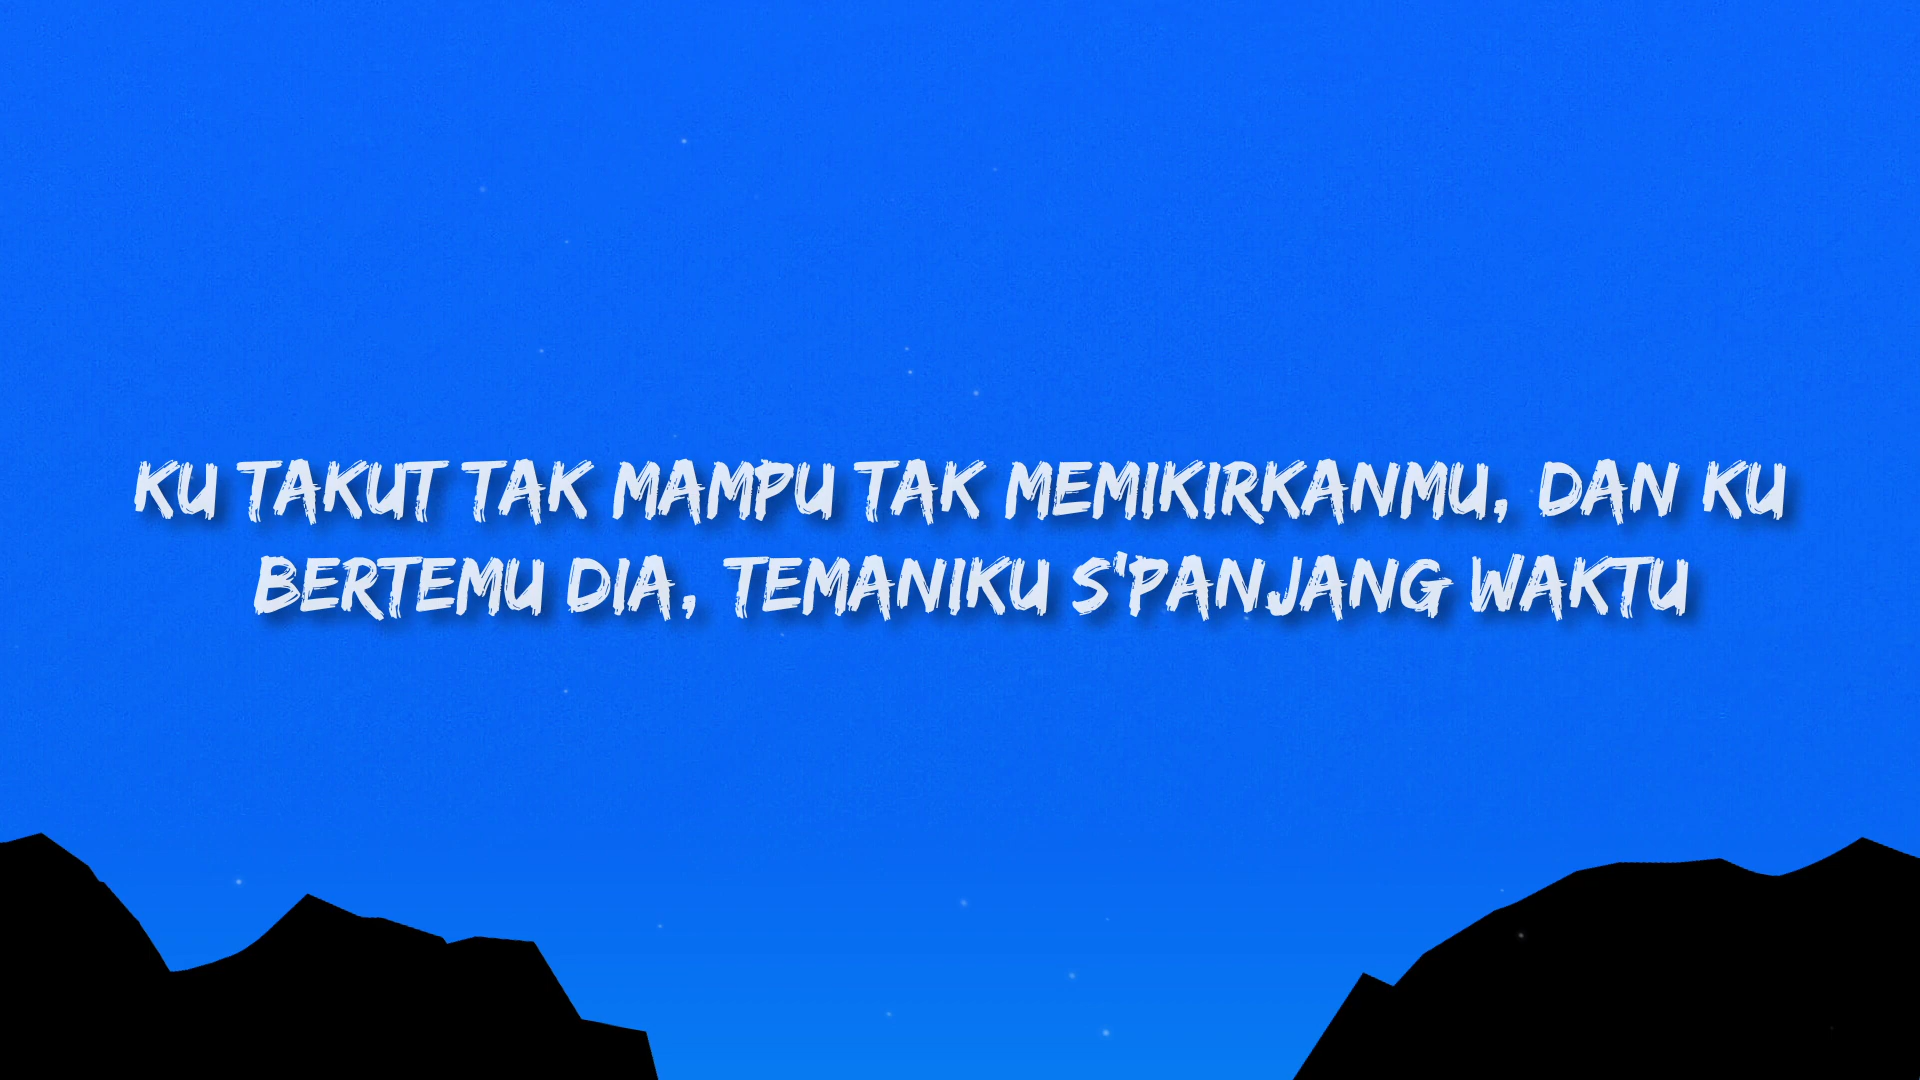 KU TAKUT TAK MAMPU TAK MEMIKIRKANMU, DAN KU
BERTEMU DIA, TEMANIKU S'PANJANG WAKTU